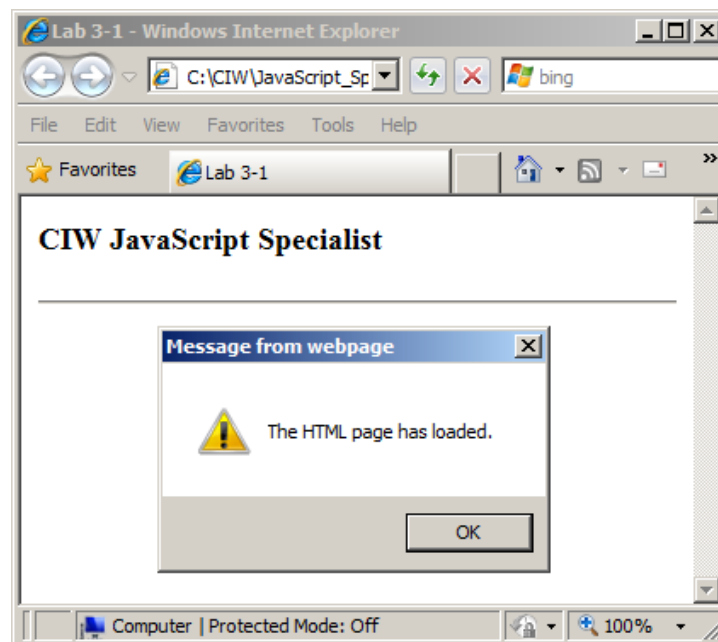 Lab 3-1 - Windows Internet Explorer
C:\CIW\JavaScript_Sp
bing
File Edit View Favorites Tools Help
Favorites
Lab 3-1
»
CIW JavaScript Specialist
Message from webpage
The HTML page has loaded.
OK
Computer | Protected Mode: Off
100%